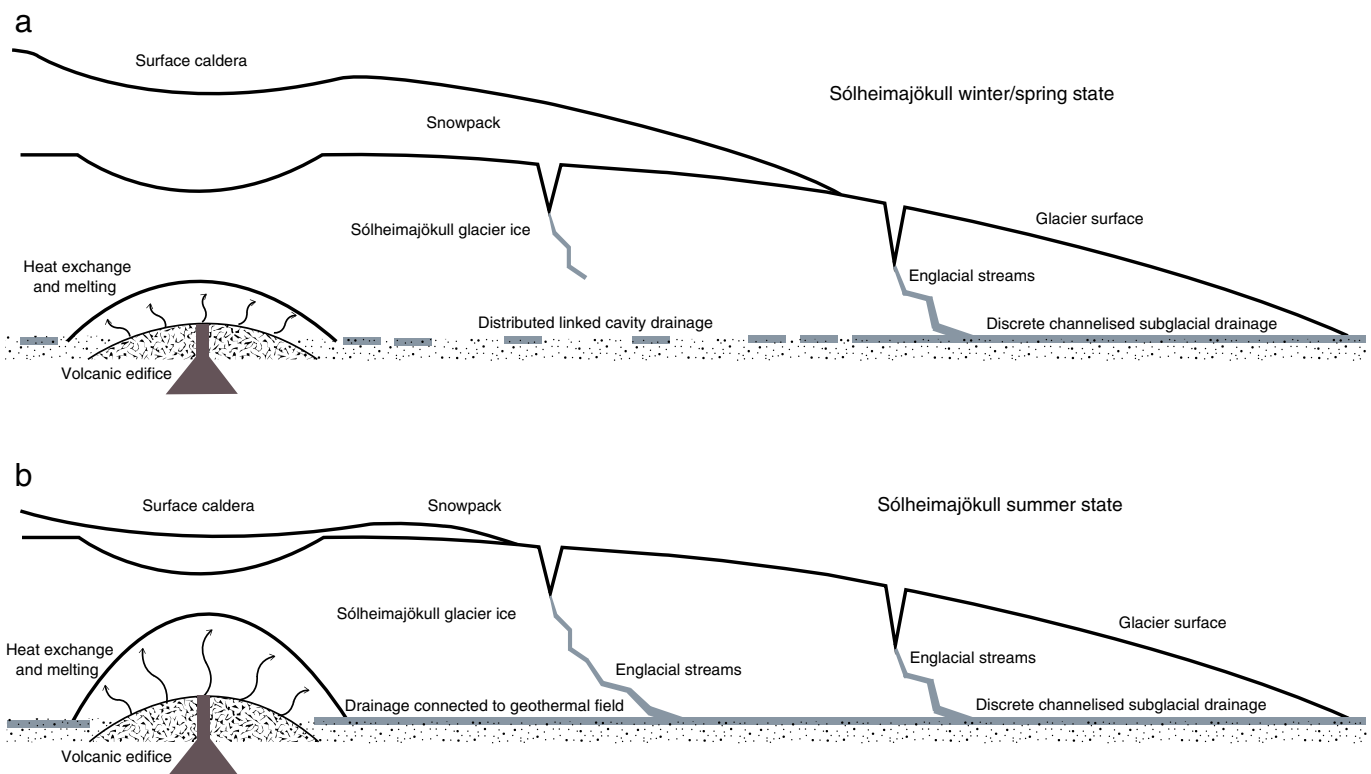 a
Surface caldera
Sólheimajökull winter/spring state
Snowpack
Glacier surface
Sólheimajökull glacier ice
Heat exchange
and melting
Englacial streams
Distributed linked cavity drainage
Discrete channelised subglacial drainage
Volcanic edifice
b
Surface caldera
Snowpack
Sólheimajökull summer state
Sólheimajökull glacier ice
Glacier surface
Heat exchange
and melting
Englacial streams
Englacial streams
Drainage connected to geothermal field
Discrete channelised subglacial drainage
Volcanic edifice